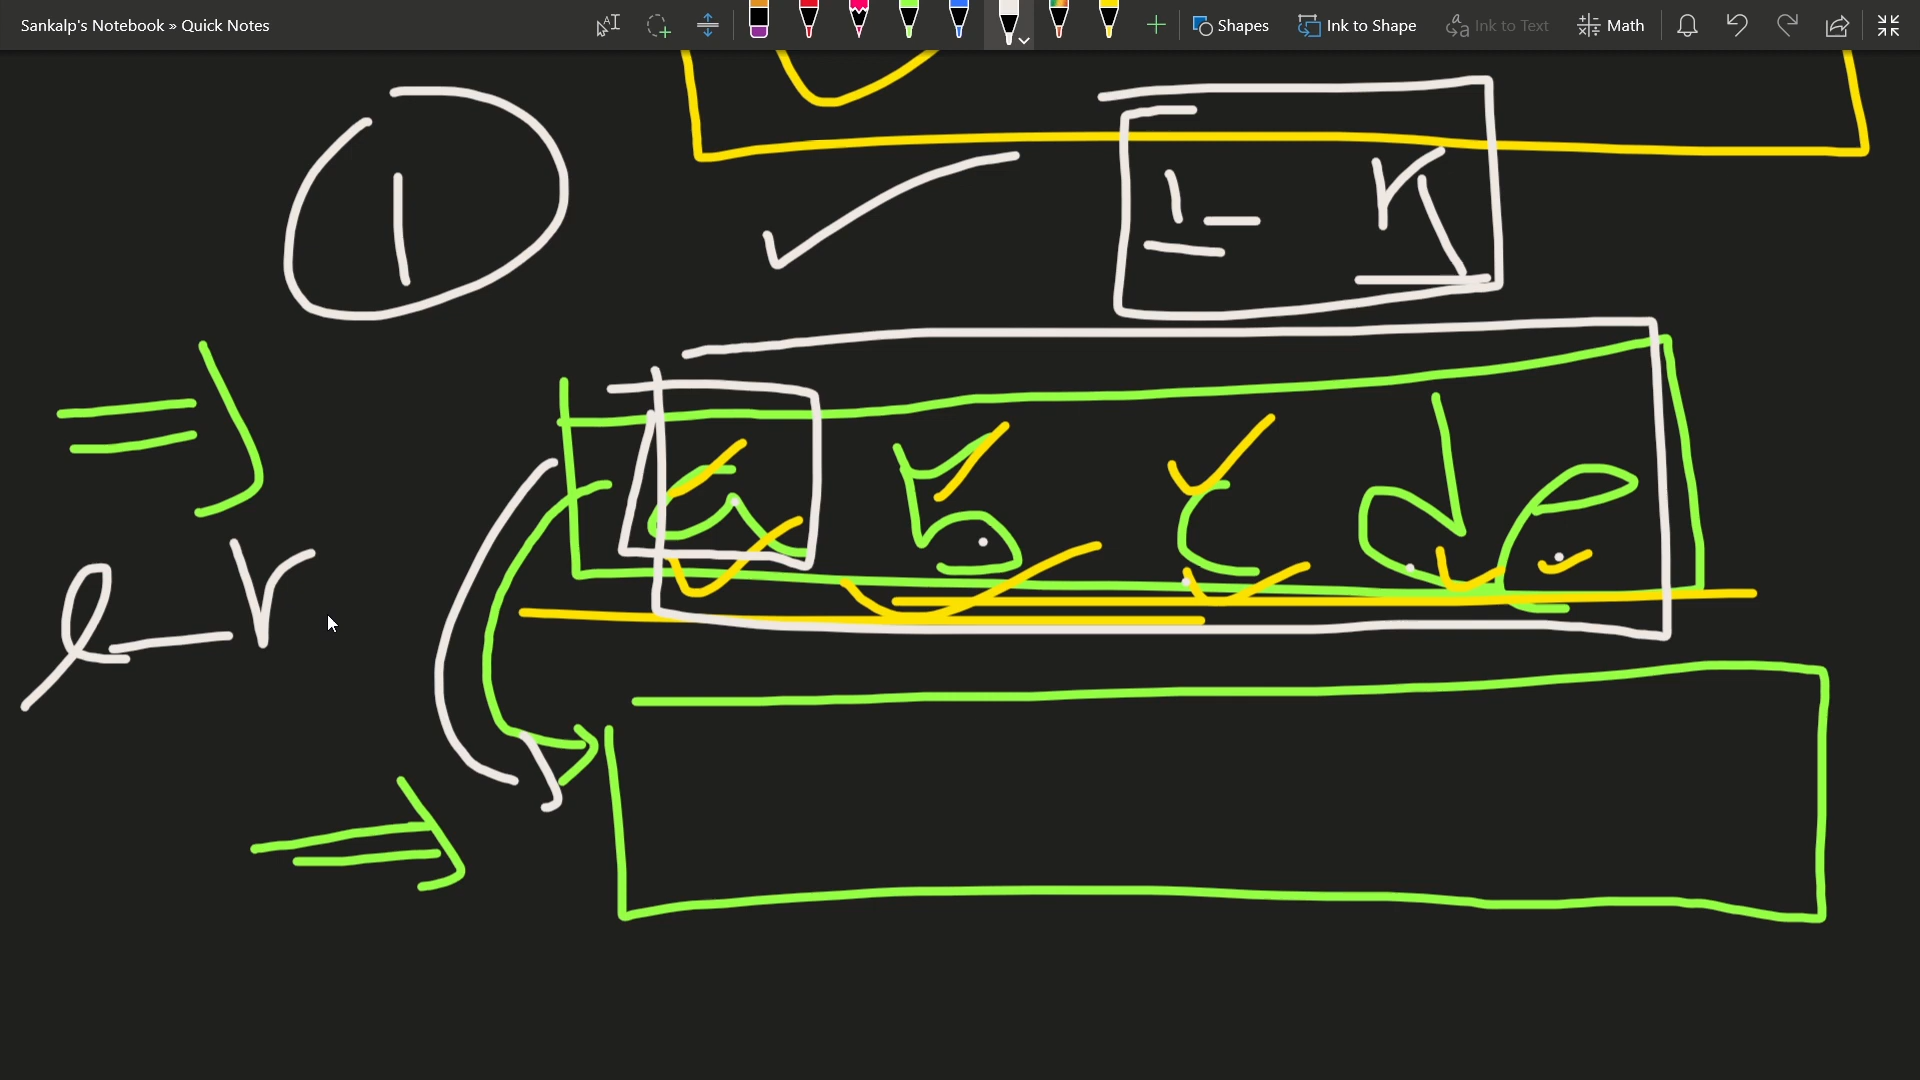 Sankalp's Notebook » Quick Notes
Shapes
Ink to Shape
Ink to Text
Math
1
1 - K
a b c d e
l - r